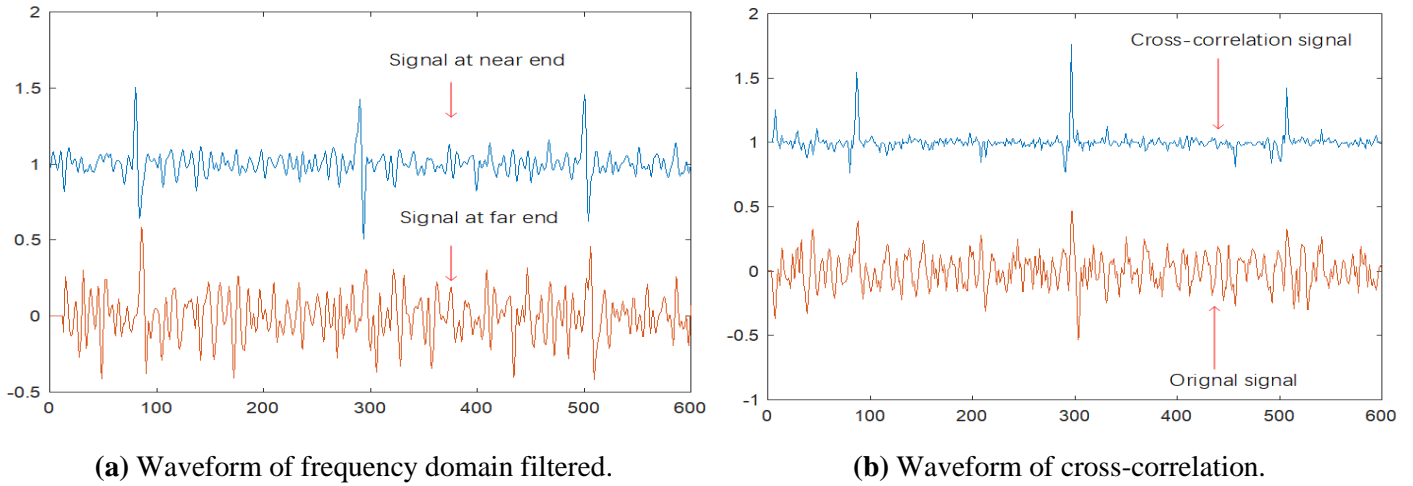 2
1.5
1
0.5
0
-0.5
0 100 200 300 400 500 600
Signal at near end
Signal at far end
(a) Waveform of frequency domain filtered.
2
1.5
1
0.5
0
-0.5
-1
0 100 200 300 400 500 600
Cross-correlation signal
Orignal signal
(b) Waveform of cross-correlation.